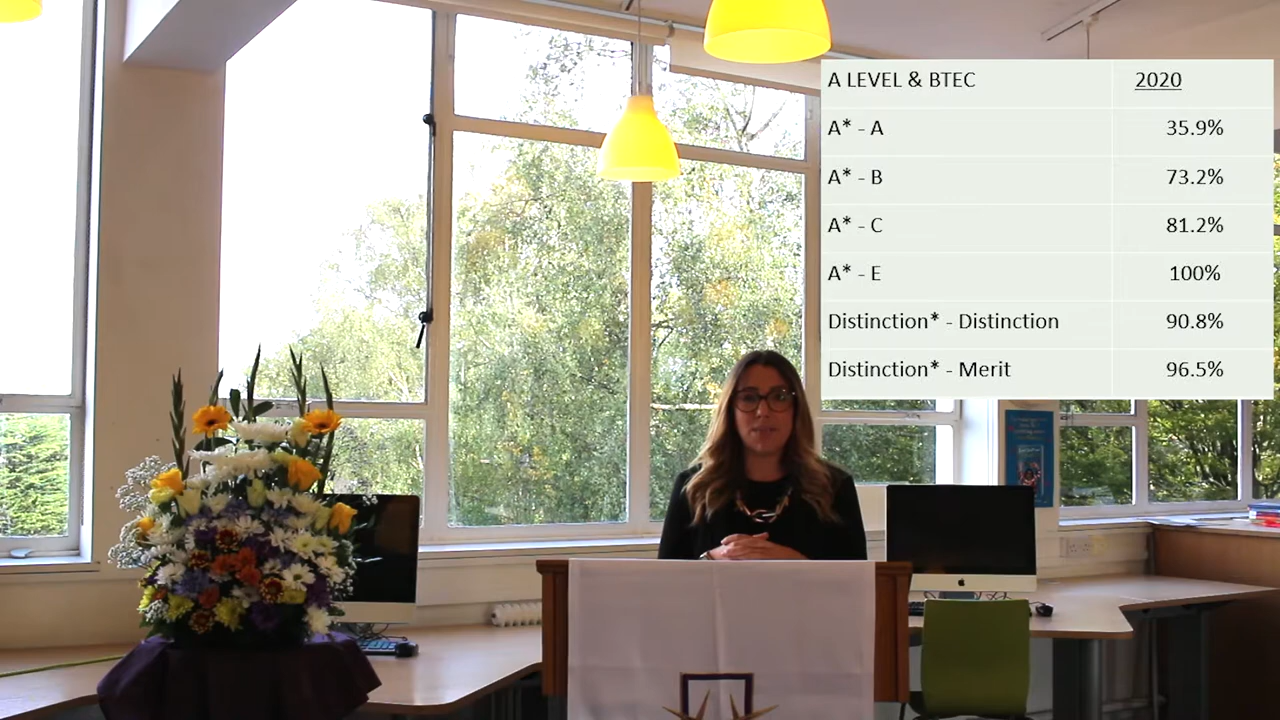 A LEVEL & BTEC 2020
A* - A 35.9%
A* - B 73.2%
A* - C 81.2%
A* - E 100%
Distinction* - Distinction 90.8%
Distinction* - Merit 96.5%